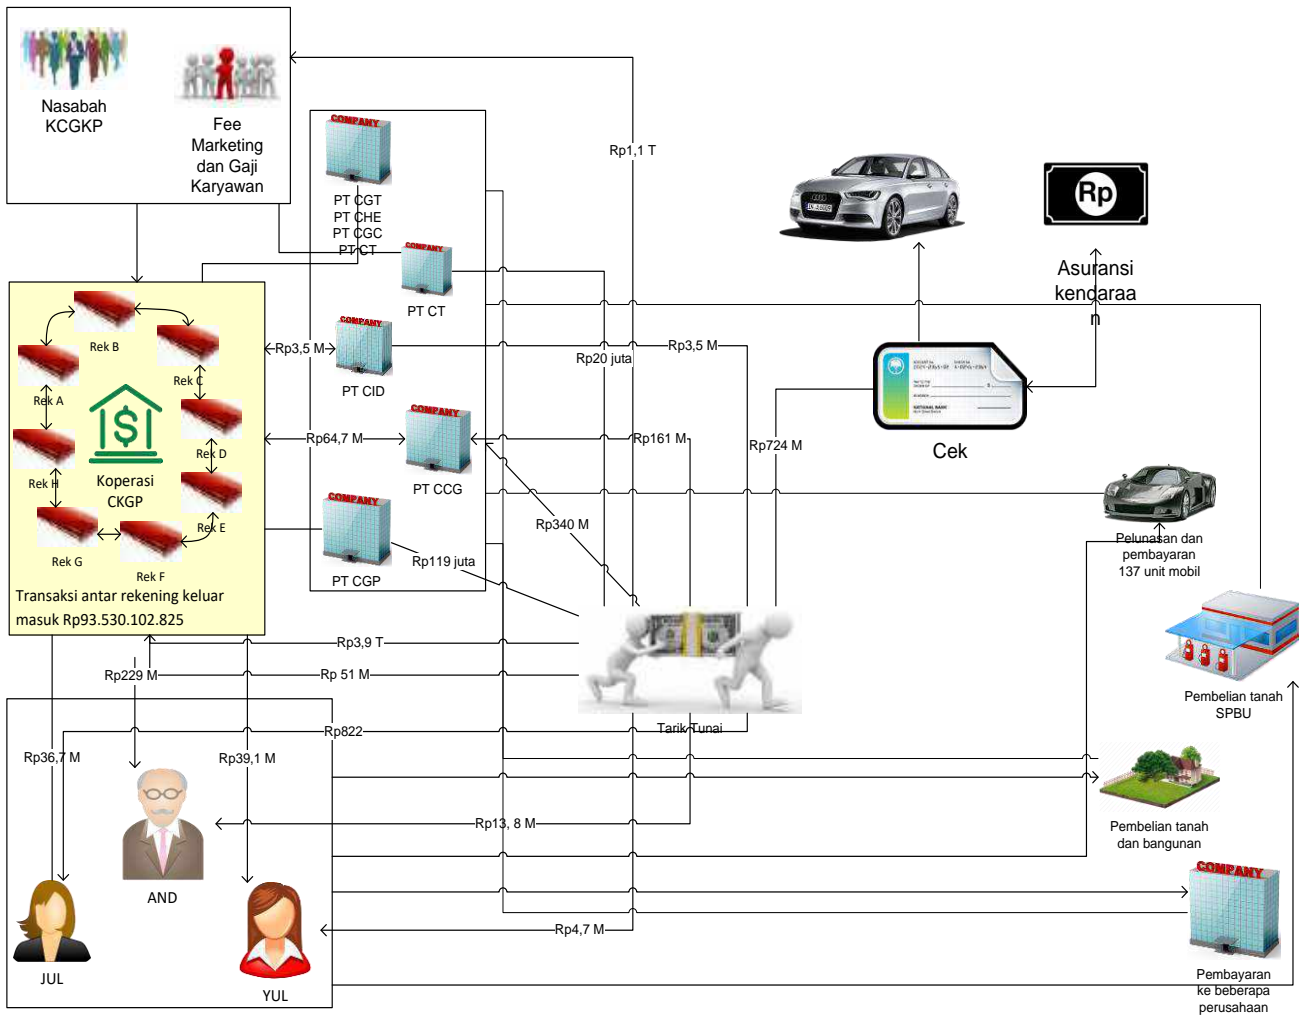 Nasabah
KCGKP
Fee
Marketing
dan Gaji
Karyawan
COMPANY
PT CGT
PT CHE
PT CGC
PT CT
COMPANY
PT CT
COMPANY
PT CID
COMPANY
PT CCG
COMPANY
PT CGP
Rp1,1 T
Rp
Asuransi
kendaraa
n
Rek B
Rek C
Rek A
Rek D
Rek H
Rek E
Rek G
Rek F
Koperasi
CKGP
Transaksi antar rekening keluar
masuk Rp93.530.102.825
Rp3,5 M
Rp3,5 M
Rp20 juta
Rp64,7 M
Rp161 M
Rp724 M
Rp340 M
Rp119 juta
NATIONAL BANK
Cek
Pelunasan dan
pembayaran
137 unit mobil
Pembelian tanah
SPBU
Rp3,9 T
Rp229 M
Rp 51 M
Tarik Tunai
Rp822
Rp36,7 M
Rp39,1 M
Rp13, 8 M
Rp4,7 M
AND
JUL
YUL
Pembelian tanah
dan bangunan
COMPANY
Pembayaran
ke beberapa
perusahaan